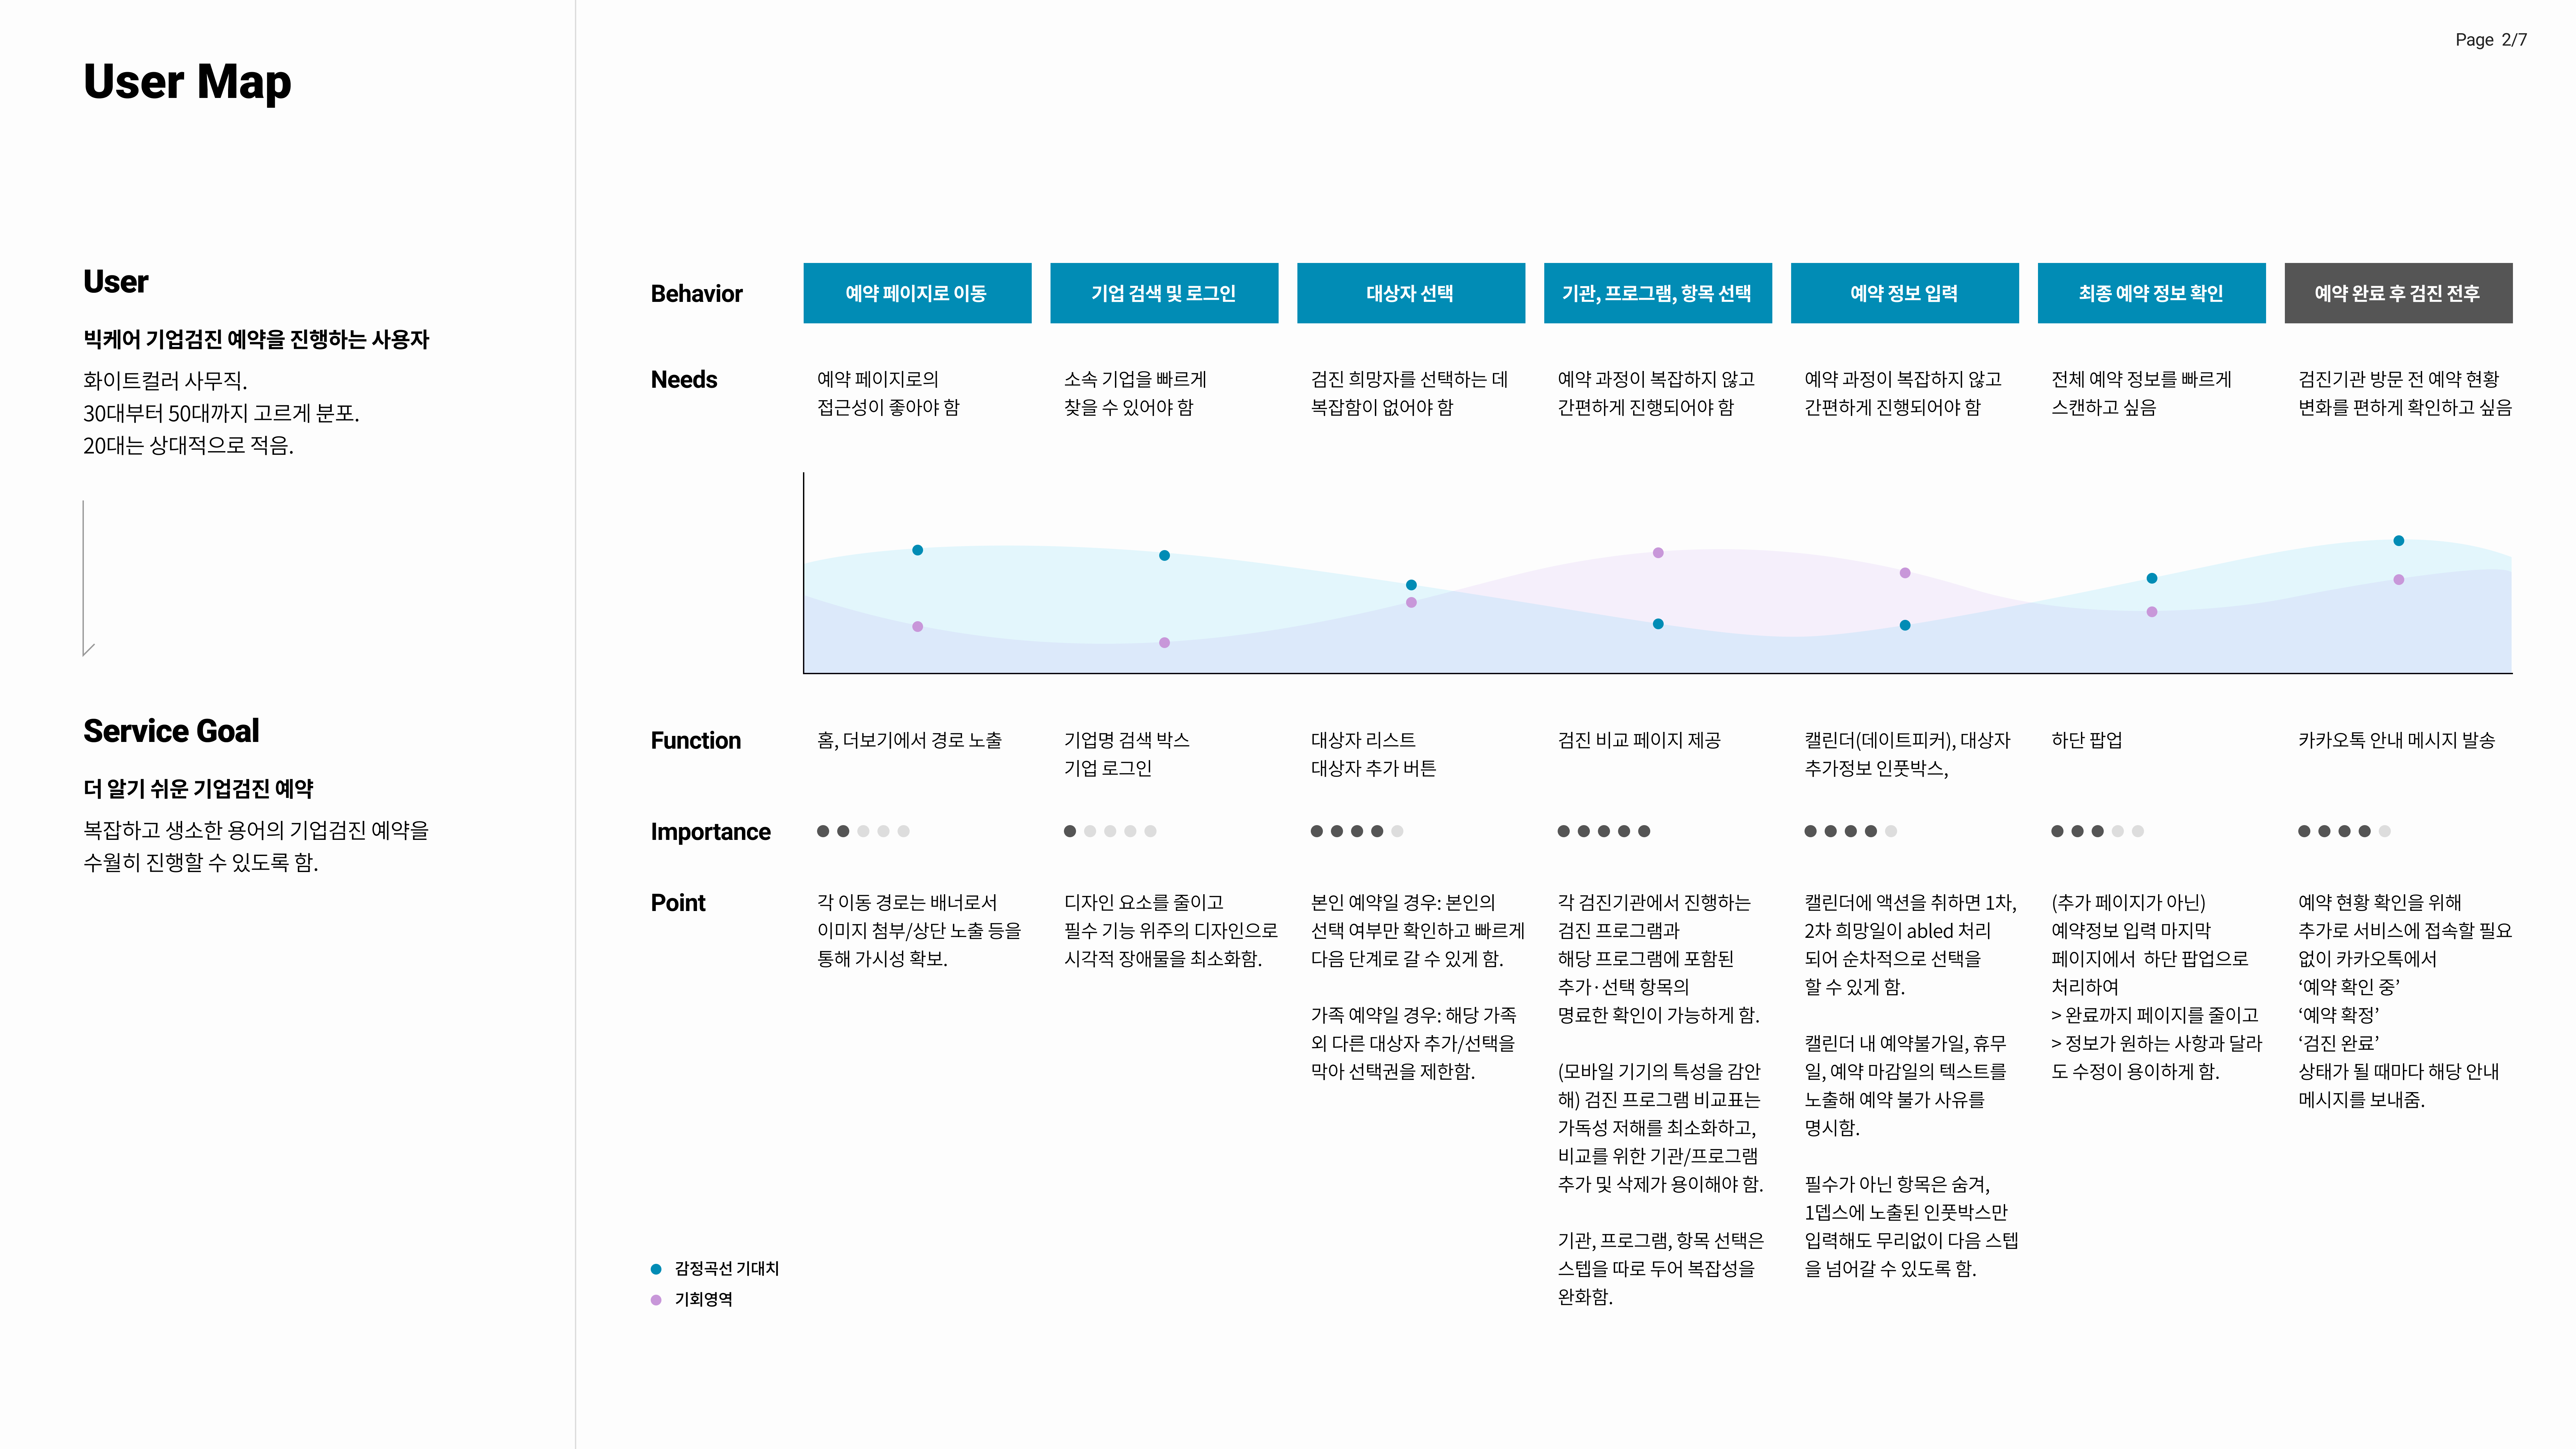 Page 2/7
User Map
User
빅케어 기업검진 예약을 진행하는 사용자
화이트컬러 사무직.
30대부터 50대까지 고르게 분포.
20대는 상대적으로 적음.
Service Goal
더 알기 쉬운 기업검진 예약
복잡하고 생소한 용어의 기업검진 예약을
수월히 진행할 수 있도록 함.
Behavior
예약 페이지로 이동
기업 검색 및 로그인
대상자 선택
기관, 프로그램, 항목 선택
예약 정보 입력
최종 예약 정보 확인
예약 완료 후 검진 전후
Needs
예약 페이지로의
접근성이 좋아야 함
소속 기업을 빠르게
찾을 수 있어야 함
검진 희망자를 선택하는 데
복잡함이 없어야 함
예약 과정이 복잡하지 않고
간편하게 진행되어야 함
예약 과정이 복잡하지 않고
간편하게 진행되어야 함
전체 예약 정보를 빠르게
스캔하고 싶음
검진기관 방문 전 예약 현황
변화를 편하게 확인하고 싶음
Function
홈, 더보기에서 경로 노출
기업명 검색 박스
기업 로그인
대상자 리스트
대상자 추가 버튼
검진 비교 페이지 제공
캘린더(데이트피커), 대상자
추가정보 인풋박스,
하단 팝업
카카오톡 안내 메시지 발송
Importance
Point
각 이동 경로는 배너로서
이미지 첨부/상단 노출 등을
통해 가시성 확보.
디자인 요소를 줄이고
필수 기능 위주의 디자인으로
시각적 장애물을 최소화함.
본인 예약일 경우: 본인의
선택 여부만 확인하고 빠르게
다음 단계로 갈 수 있게 함.
가족 예약일 경우: 해당 가족
외 다른 대상자 추가/선택을
막아 선택권을 제한함.
각 검진기관에서 진행하는
검진 프로그램과
해당 프로그램에 포함된
추가·선택 항목의
명료한 확인이 가능하게 함.
(모바일 기기의 특성을 감안
해) 검진 프로그램 비교표는
가독성 저해를 최소화하고,
비교를 위한 기관/프로그램
추가 및 삭제가 용이해야 함.
기관, 프로그램, 항목 선택은
스텝을 따로 두어 복잡성을
완화함.
캘린더에 액션을 취하면 1차,
2차 희망일이 abled 처리
되어 순차적으로 선택을
할 수 있게 함.
캘린더 내 예약불가일, 휴무
일, 예약 마감일의 텍스트를
노출해 예약 불가 사유를
명시함.
필수가 아닌 항목은 숨겨,
1뎁스에 노출된 인풋박스만
입력해도 무리없이 다음 스텝
을 넘어갈 수 있도록 함.
(추가 페이지가 아닌)
예약정보 입력 마지막
페이지에서 하단 팝업으로
처리하여
> 완료까지 페이지를 줄이고
> 정보가 원하는 사항과 달라
도 수정이 용이하게 함.
예약 현황 확인을 위해
추가로 서비스에 접속할 필요
없이 카카오톡에서
‘예약 확인 중’
‘예약 확정’
‘검진 완료’
상태가 될 때마다 해당 안내
메시지를 보내줌.
감정곡선 기대치
기회영역